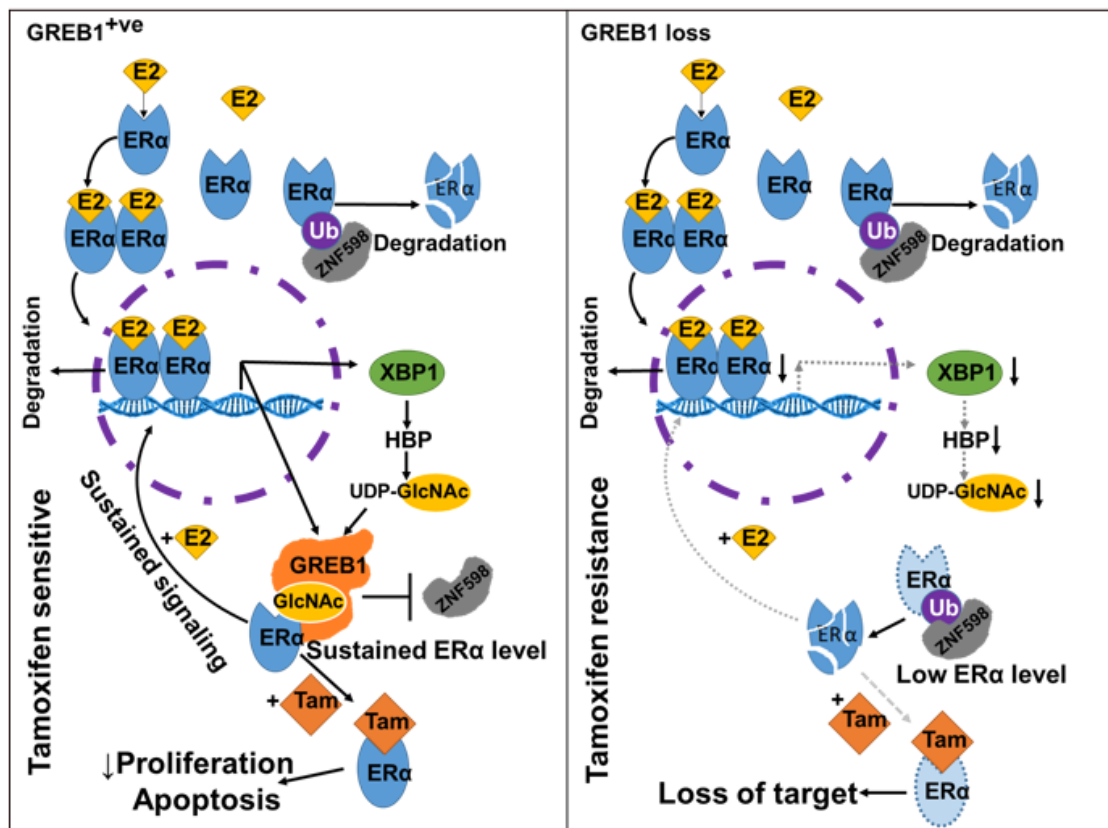 GREB1+ve
E2
E2
ERα
ERα
ERα
ERα
E2
E2
ERα
ERα
Ub
ZNF598
Degradation
Degradation
E2
E2
ERα
ERα
XBP1
HBP
UDP-GlcNAc
Sustained signaling
+ E2
GREB1
GlcNAc
ZNF598
ERα
Sustained ERα level
+ Tam
Tam
ERα
↓Proliferation
Apoptosis
Tamoxifen sensitive
GREB1 loss
E2
E2
ERα
ERα
ERα
ERα
E2
E2
ERα
ERα
Ub
ZNF598
Degradation
Degradation
E2
E2
ERα
ERα
↓
XBP1 ↓
HBP↓
UDP-GlcNAc ↓
+ E2
ERα
Ub
ZNF598
ERα
Low ERα level
+ Tam
Tam
ERα
Loss of target
Tamoxifen resistance